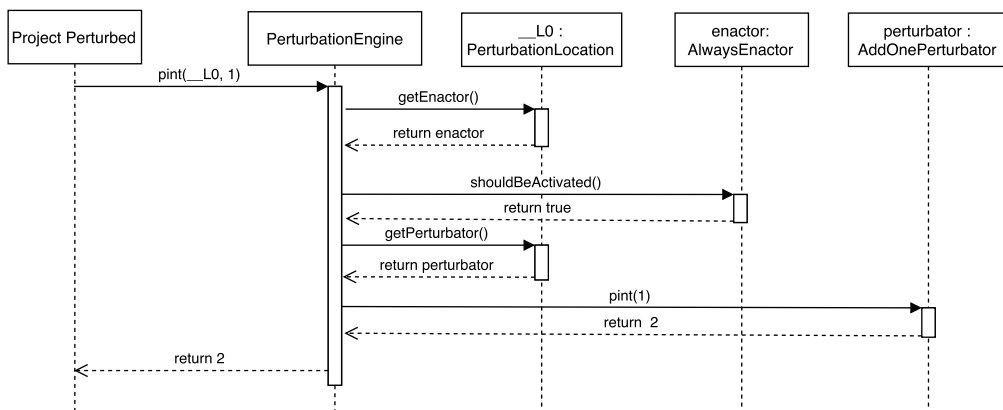 Project Perturbed
PerturbationEngine
__L0 :
PerturbationLocation
enactor:
AlwaysEnactor
perturbator :
AddOnePerturbator
pint(__L0, 1)
getEnactor()
return enactor
shouldBeActivated()
return true
getPerturbator()
return perturbator
pint(1)
return 2
return 2